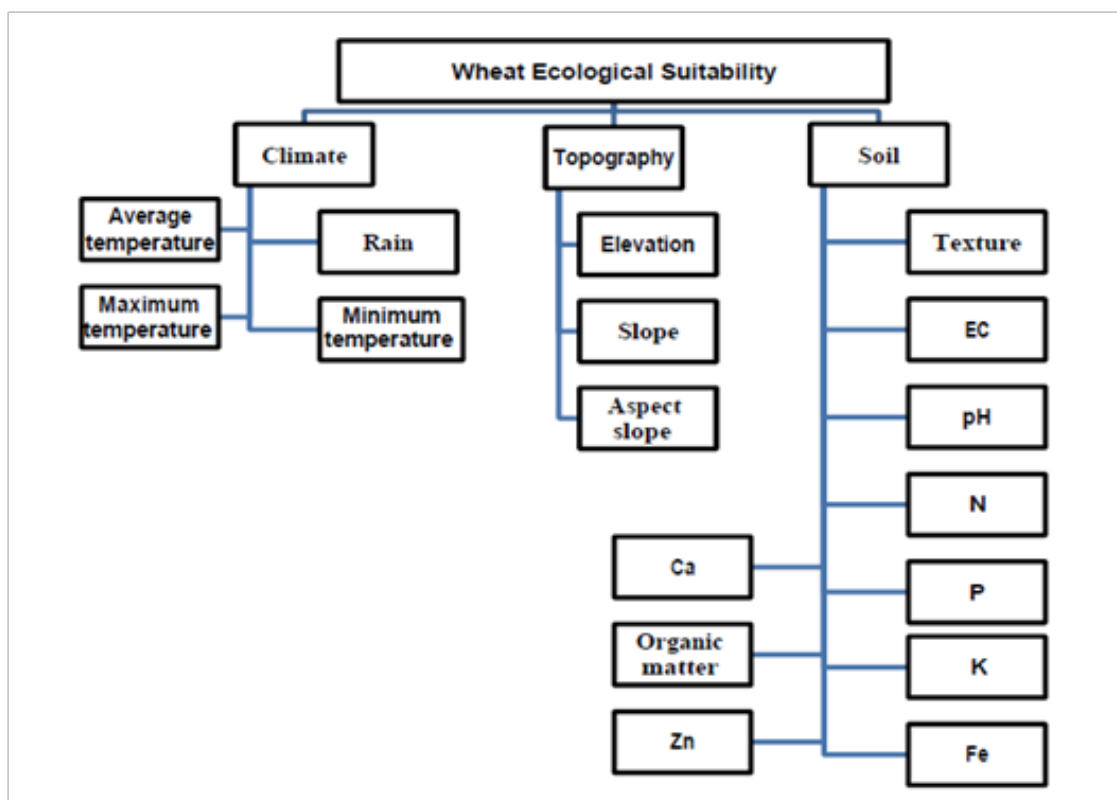 Wheat Ecological Suitability
Climate
Topography
Soil
Average
temperature
Rain
Maximum
temperature
Minimum
temperature
Elevation
Slope
Aspect
slope
Texture
EC
pH
N
P
K
Fe
Ca
Organic
matter
Zn